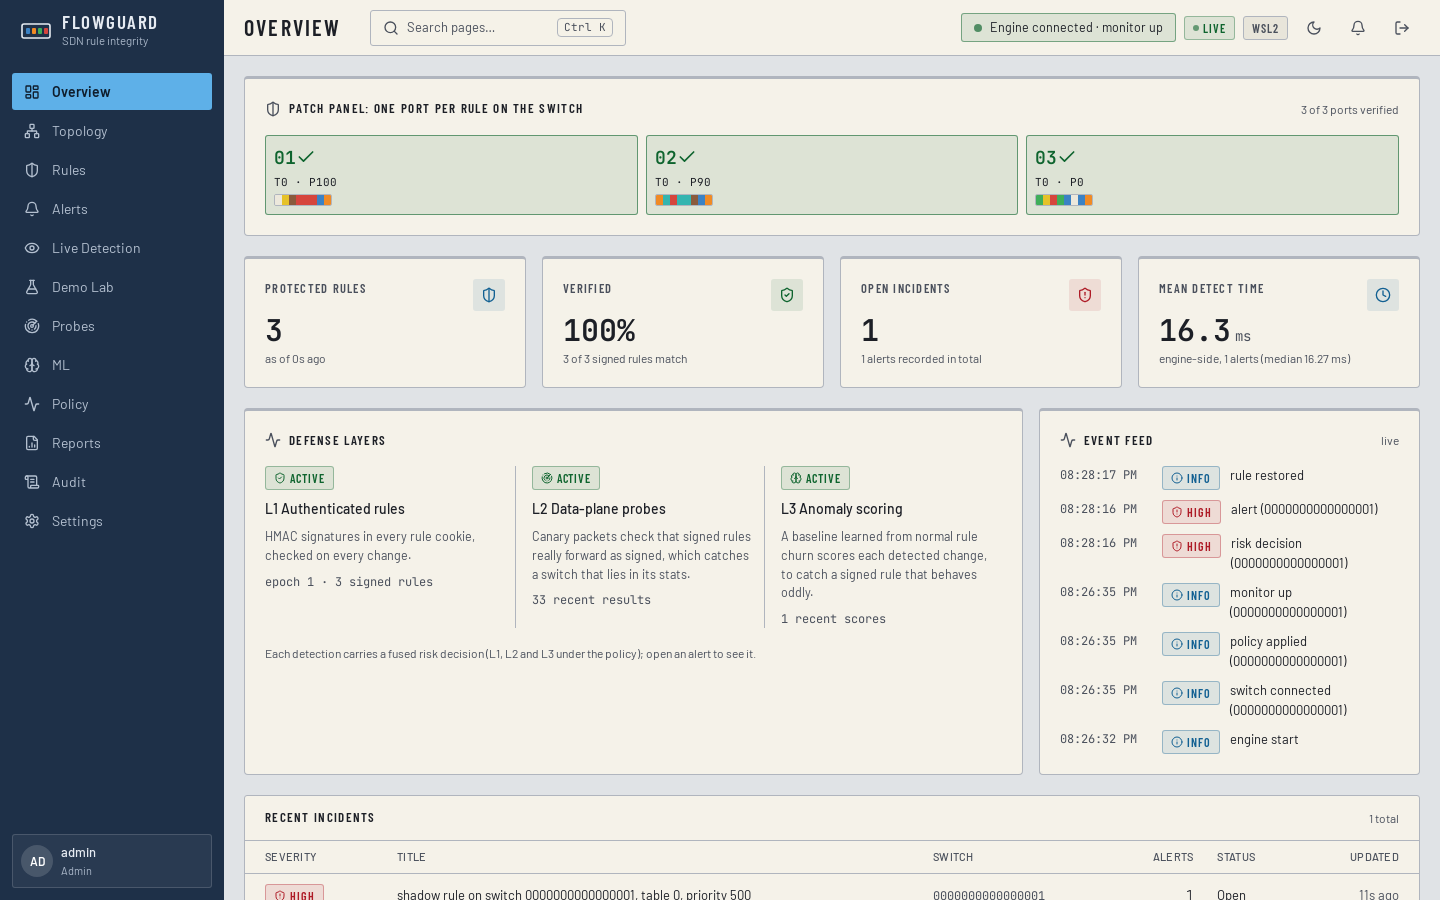 FLOWGUARD
SDN rule integrity
Overview
Topology
Rules
Alerts
Live Detection
Demo Lab
Probes
ML
Policy
Reports
Audit
Settings
AD
admin
Admin
OVERVIEW
Search pages...
Ctrl K
Engine connected · monitor up
LIVE
WSL2
PATCH PANEL: ONE PORT PER RULE ON THE SWITCH
3 of 3 ports verified
01
T0 · P100
02
T0 · P90
03
T0 · P0
PROTECTED RULES
3
as of 0s ago
VERIFIED
100%
3 of 3 signed rules match
OPEN INCIDENTS
1
1 alerts recorded in total
MEAN DETECT TIME
16.3 ms
engine-side, 1 alerts (median 16.27 ms)
DEFENSE LAYERS
ACTIVE
L1 Authenticated rules
HMAC signatures in every rule cookie,
checked on every change.
epoch 1 · 3 signed rules
ACTIVE
L2 Data-plane probes
Canary packets check that signed rules
really forward as signed, which catches
a switch that lies in its stats.
33 recent results
ACTIVE
L3 Anomaly scoring
A baseline learned from normal rule
churn scores each detected change,
to catch a signed rule that behaves
oddly.
1 recent scores
Each detection carries a fused risk decision (L1, L2 and L3 under the policy); open an alert to see it.
EVENT FEED
live
08:28:17 PM INFO rule restored
08:28:16 PM HIGH alert (0000000000000001)
08:28:16 PM HIGH risk decision
(0000000000000001)
08:26:35 PM INFO monitor up
(0000000000000001)
08:26:35 PM INFO policy applied
(0000000000000001)
08:26:35 PM INFO switch connected
(0000000000000001)
08:26:32 PM INFO engine start
RECENT INCIDENTS
1 total
SEVERITY TITLE SWITCH ALERTS STATUS UPDATED
HIGH shadow rule on switch 0000000000000001, table 0, priority 500 0000000000000001 1 Open 11s ago